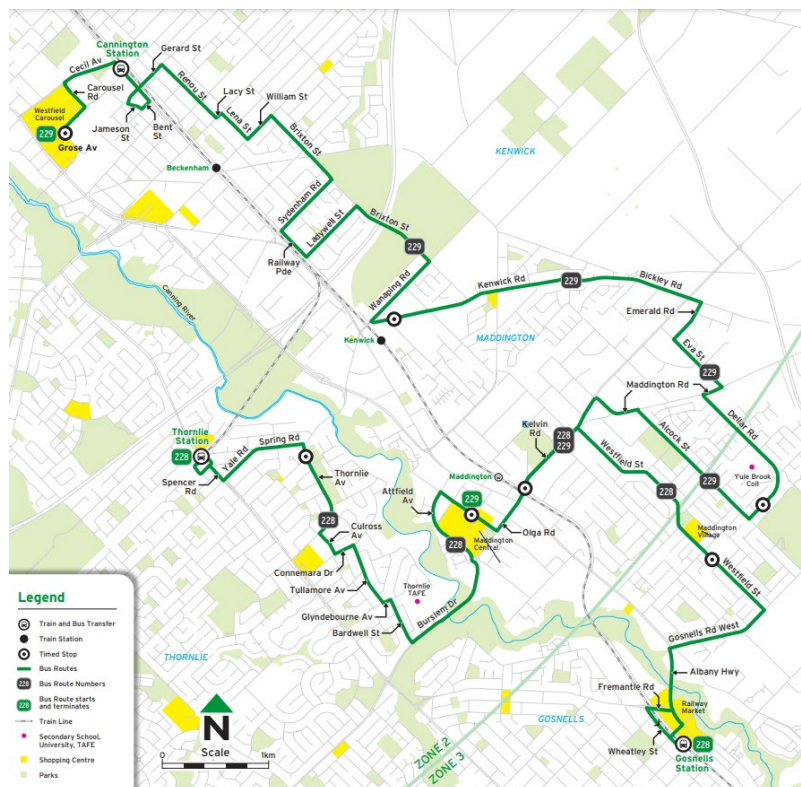 Cannington
Station
Gerard St
Cecil Av
Carousel
Rd
Renou St
Lacy St
William St
Westfield
Carousel
229
Grose Av
Jameson
St
Bent
St
Lena St
Brixton St
KENWICK
Beckenham
Sydenham Rd
Ladywell St
Brixton St
229
Railway
Pde
Wanaping Rd
Kenwick Rd
229
Bickley Rd
Canning River
Emerald Rd
Kenwick
MADDINGTON
Eva St
229
Maddington Rd
Thornlie
Station
228
Spring Rd
Yale Rd
Spencer
Rd
Kelvin
Rd
228
229
Dellar Rd
Alcock St
Westfield St
Yule Brook
Coll
Thornlie
Av
Maddington
Attfield
Av
229
228
229
228
Culross
Av
Olga Rd
Maddington
Central
228
Maddington
Village
Connemara Dr
Westfield St
Tullamore Av
Thornlie
TAFE
Glyndebourne Av
Burslem Dr
Bardwell St
Gosnells Rd West
THORNLIE
Albany Hwy
Fremantle Rd
Railway
Market
GOSNELLS
Wheatley St
228
Gosnells
Station
ZONE 2
ZONE 3
Legend
Train and Bus Transfer
Train Station
Timed Stop
Bus Routes
228
Bus Route Numbers
228
Bus Route starts
and terminates
Train Line
Secondary School,
University, TAFE
Shopping Centre
Parks
N
Scale
0
1km